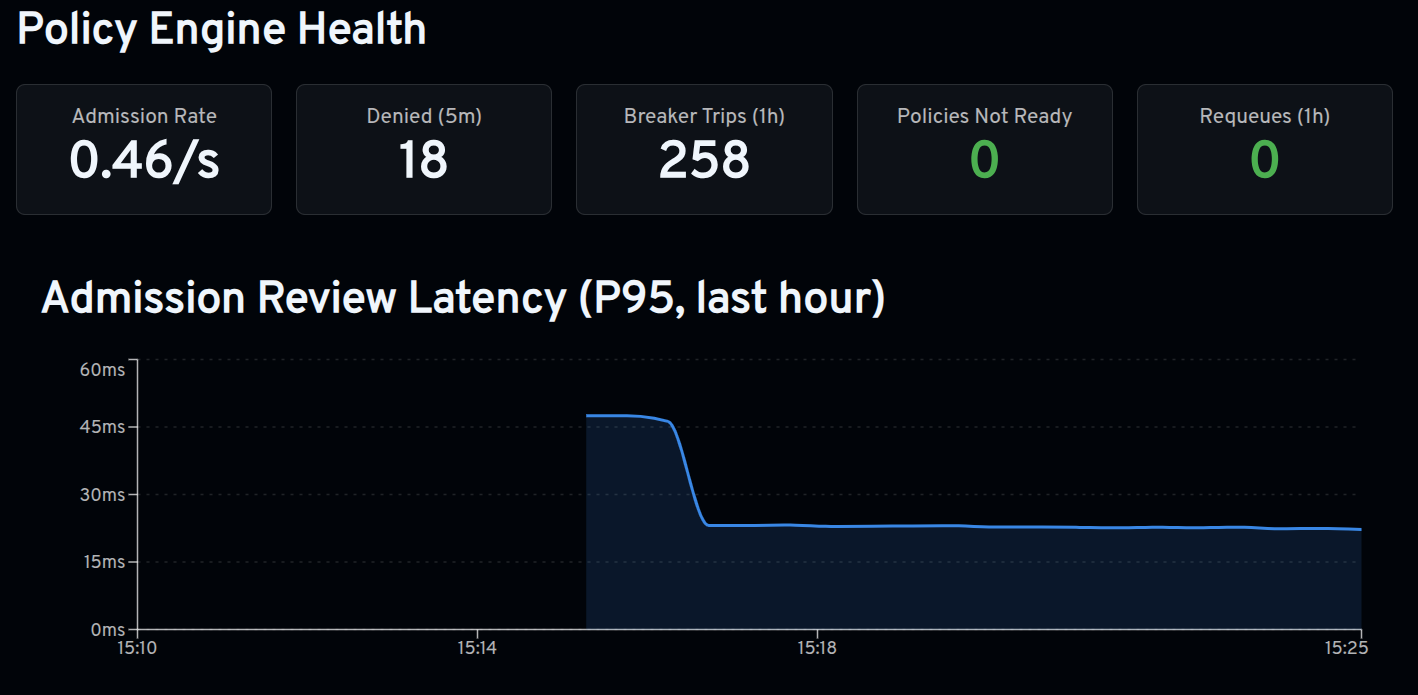 Policy Engine Health
Admission Rate
0.46/s
Denied (5m)
18
Breaker Trips (1h)
258
Policies Not Ready
0
Requeues (1h)
0
Admission Review Latency (P95, last hour)
60ms
45ms
30ms
15ms
0ms
15:10
15:14
15:18
15:25